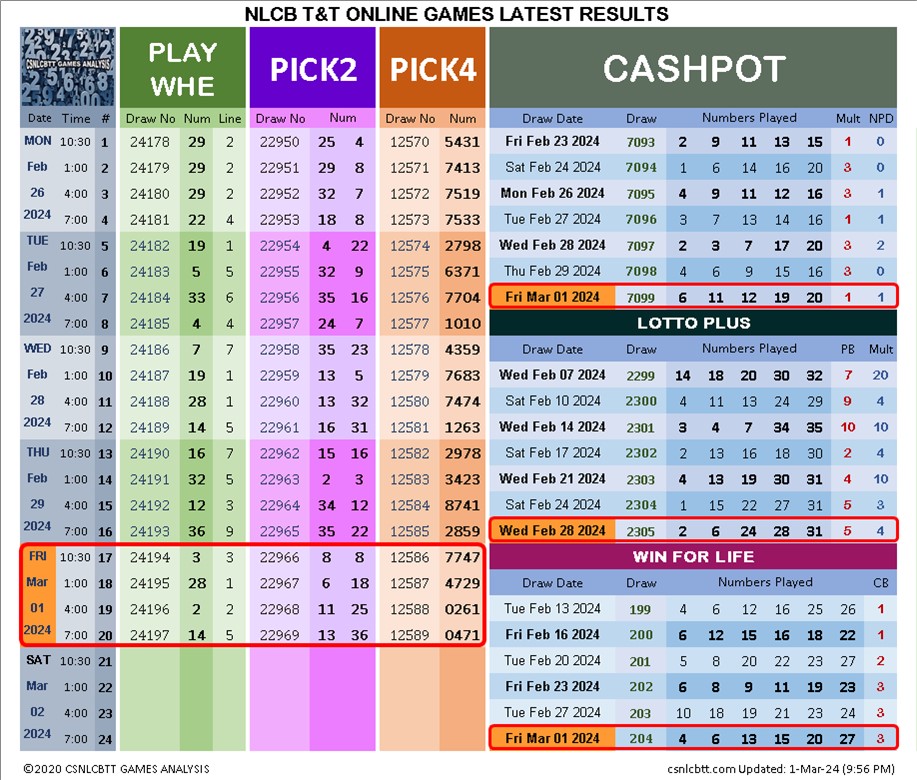 NLCB T&T ONLINE GAMES LATEST RESULTS
CSNLCBTT GAMES ANALYSIS
PLAY WHE
PICK2
PICK4
CASHPOT
Date Time # Draw No Num Line Draw No Num Draw No Num
MON 10:30 1 24178 29 2 22950 25 4 12570 5431
Feb 1:00 2 24179 29 2 22951 29 8 12571 7413
26 4:00 3 24180 29 2 22952 32 7 12572 7519
2024 7:00 4 24181 22 4 22953 18 8 12573 7533
TUE 10:30 5 24182 19 1 22954 4 22 12574 2798
Feb 1:00 6 24183 5 5 22955 32 9 12575 6371
27 4:00 7 24184 33 6 22956 35 16 12576 7704
2024 7:00 8 24185 4 4 22957 24 7 12577 1010
WED 10:30 9 24186 7 7 22958 35 23 12578 4359
Feb 1:00 10 24187 19 1 22959 13 5 12579 7683
28 4:00 11 24188 28 1 22960 13 32 12580 7474
2024 7:00 12 24189 14 5 22961 16 31 12581 1263
THU 10:30 13 24190 16 7 22962 15 16 12582 2978
Feb 1:00 14 24191 32 5 22963 2 3 12583 3423
29 4:00 15 24192 12 3 22964 34 12 12584 8741
2024 7:00 16 24193 36 9 22965 35 22 12585 2859
FRI 10:30 17 24194 3 3 22966 8 8 12586 7747
Mar 1:00 18 24195 28 1 22967 6 18 12587 4729
01 4:00 19 24196 2 2 22968 11 25 12588 0261
2024 7:00 20 24197 14 5 22969 13 36 12589 0471
SAT 10:30 21
Mar 1:00 22
02 4:00 23
2024 7:00 24
Draw Date Draw Numbers Played Mult NPD
Fri Feb 23 2024 7093 2 9 11 13 15 1 0
Sat Feb 24 2024 7094 1 6 14 16 20 3 0
Mon Feb 26 2024 7095 4 9 11 12 16 3 1
Tue Feb 27 2024 7096 3 7 13 14 16 1 1
Wed Feb 28 2024 7097 2 3 7 17 20 3 2
Thu Feb 29 2024 7098 4 6 9 15 16 3 0
Fri Mar 01 2024 7099 6 11 12 19 20 1 1
LOTTO PLUS
Draw Date Draw Numbers Played PB Mult
Wed Feb 07 2024 2299 14 18 20 30 32 7 20
Sat Feb 10 2024 2300 4 11 13 24 29 9 4
Wed Feb 14 2024 2301 3 4 7 34 35 10 10
Sat Feb 17 2024 2302 2 13 16 18 30 2 4
Wed Feb 21 2024 2303 4 13 19 30 31 4 10
Sat Feb 24 2024 2304 1 15 22 27 31 5 3
Wed Feb 28 2024 2305 2 6 24 28 31 5 4
WIN FOR LIFE
Draw Date Draw Numbers Played CB
Tue Feb 13 2024 199 4 6 12 16 25 26 1
Fri Feb 16 2024 200 6 12 15 16 18 22 1
Tue Feb 20 2024 201 5 8 20 22 23 27 2
Fri Feb 23 2024 202 6 8 9 11 19 23 3
Tue Feb 27 2024 203 10 18 19 21 23 24 3
Fri Mar 01 2024 204 4 6 13 15 20 27 3
©2020 CSNLCBTT GAMES ANALYSIS
csnlcbtt.com Updated: 1-Mar-24 (9:56 PM)